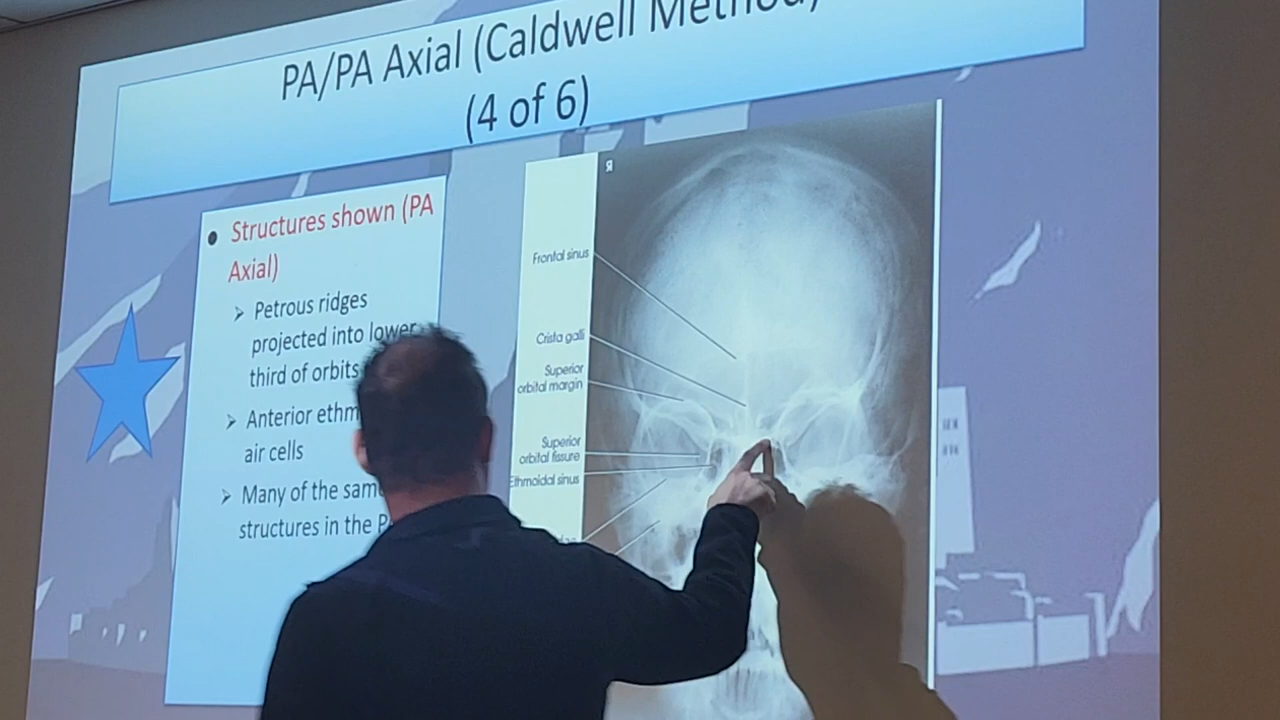 PA/PA Axial (Caldwell Method)
(4 of 6)
Structures shown (PA
Axial)
Petrous ridges
projected into lower
third of orbits
Anterior ethm
air cells
Many of the sam
structures in the P
R
Frontal sinus
Crista galli
Superior
orbital margin
Superior
orbital fissure
Ethmoidal sinus